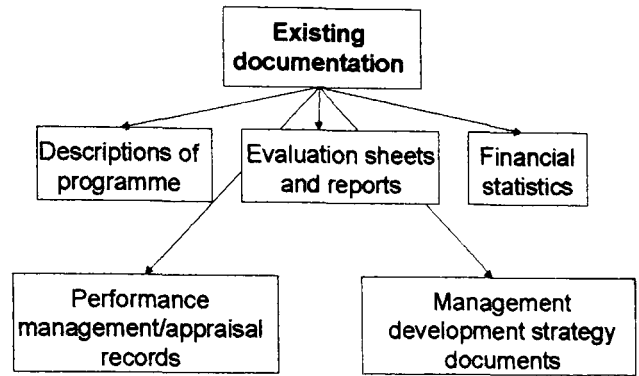 Existing
documentation
Descriptions of
programme
Evaluation sheets
and reports
Financial
statistics
Performance
management/appraisal
records
Management
development strategy
documents